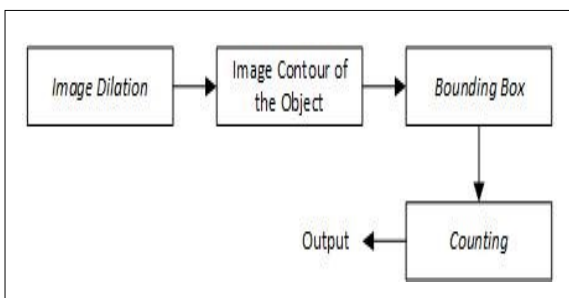 Image Dilation
Image Contour of
the Object
Bounding Box
Counting
Output